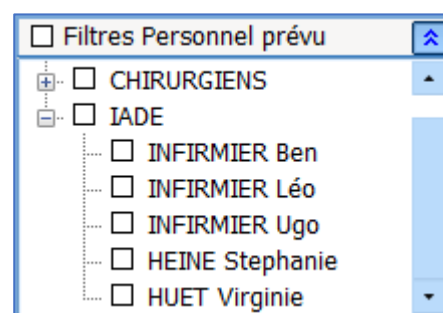 Filtres Personnel prévu
CHIRURGIENS
IADE
INFIRMIER Ben
INFIRMIER Léo
INFIRMIER Ugo
HEINE Stephanie
HUET Virginie